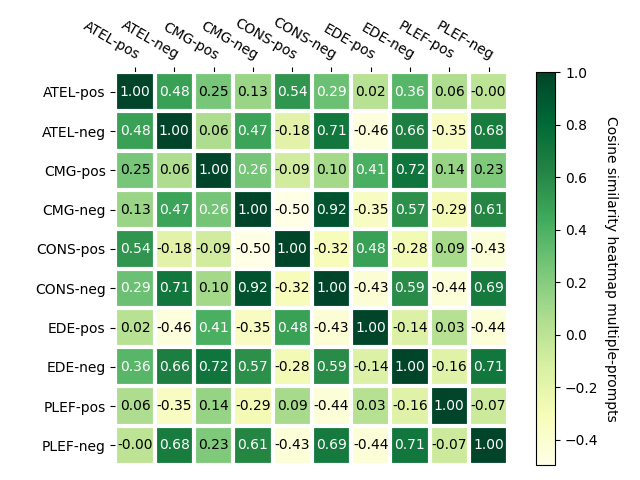 ATEL-pos ATEL-neg CMG-pos CMG-neg CONS-pos CONS-neg EDE-pos EDE-neg PLEF-pos PLEF-neg
ATEL-pos 1.00 0.48 0.25 0.13 0.54 0.29 0.02 0.36 0.06 -0.00
ATEL-neg 0.48 1.00 0.06 0.47 -0.18 0.71 -0.46 0.66 -0.35 0.68
CMG-pos 0.25 0.06 1.00 0.26 -0.09 0.10 0.41 0.72 0.14 0.23
CMG-neg 0.13 0.47 0.26 1.00 -0.50 0.92 -0.35 0.57 -0.29 0.61
CONS-pos 0.54 -0.18 -0.09 -0.50 1.00 -0.32 0.48 -0.28 0.09 -0.43
CONS-neg 0.29 0.71 0.10 0.92 -0.32 1.00 -0.43 0.59 -0.44 0.69
EDE-pos 0.02 -0.46 0.41 -0.35 0.48 -0.43 1.00 -0.14 0.03 -0.44
EDE-neg 0.36 0.66 0.72 0.57 -0.28 0.59 -0.14 1.00 -0.16 0.71
PLEF-pos 0.06 -0.35 0.14 -0.29 0.09 -0.44 0.03 -0.16 1.00 -0.07
PLEF-neg -0.00 0.68 0.23 0.61 -0.43 0.69 -0.44 0.71 -0.07 1.00
1.0
0.8
0.6
0.4
0.2
0.0
−0.2
−0.4
Cosine similarity heatmap multiple-prompts